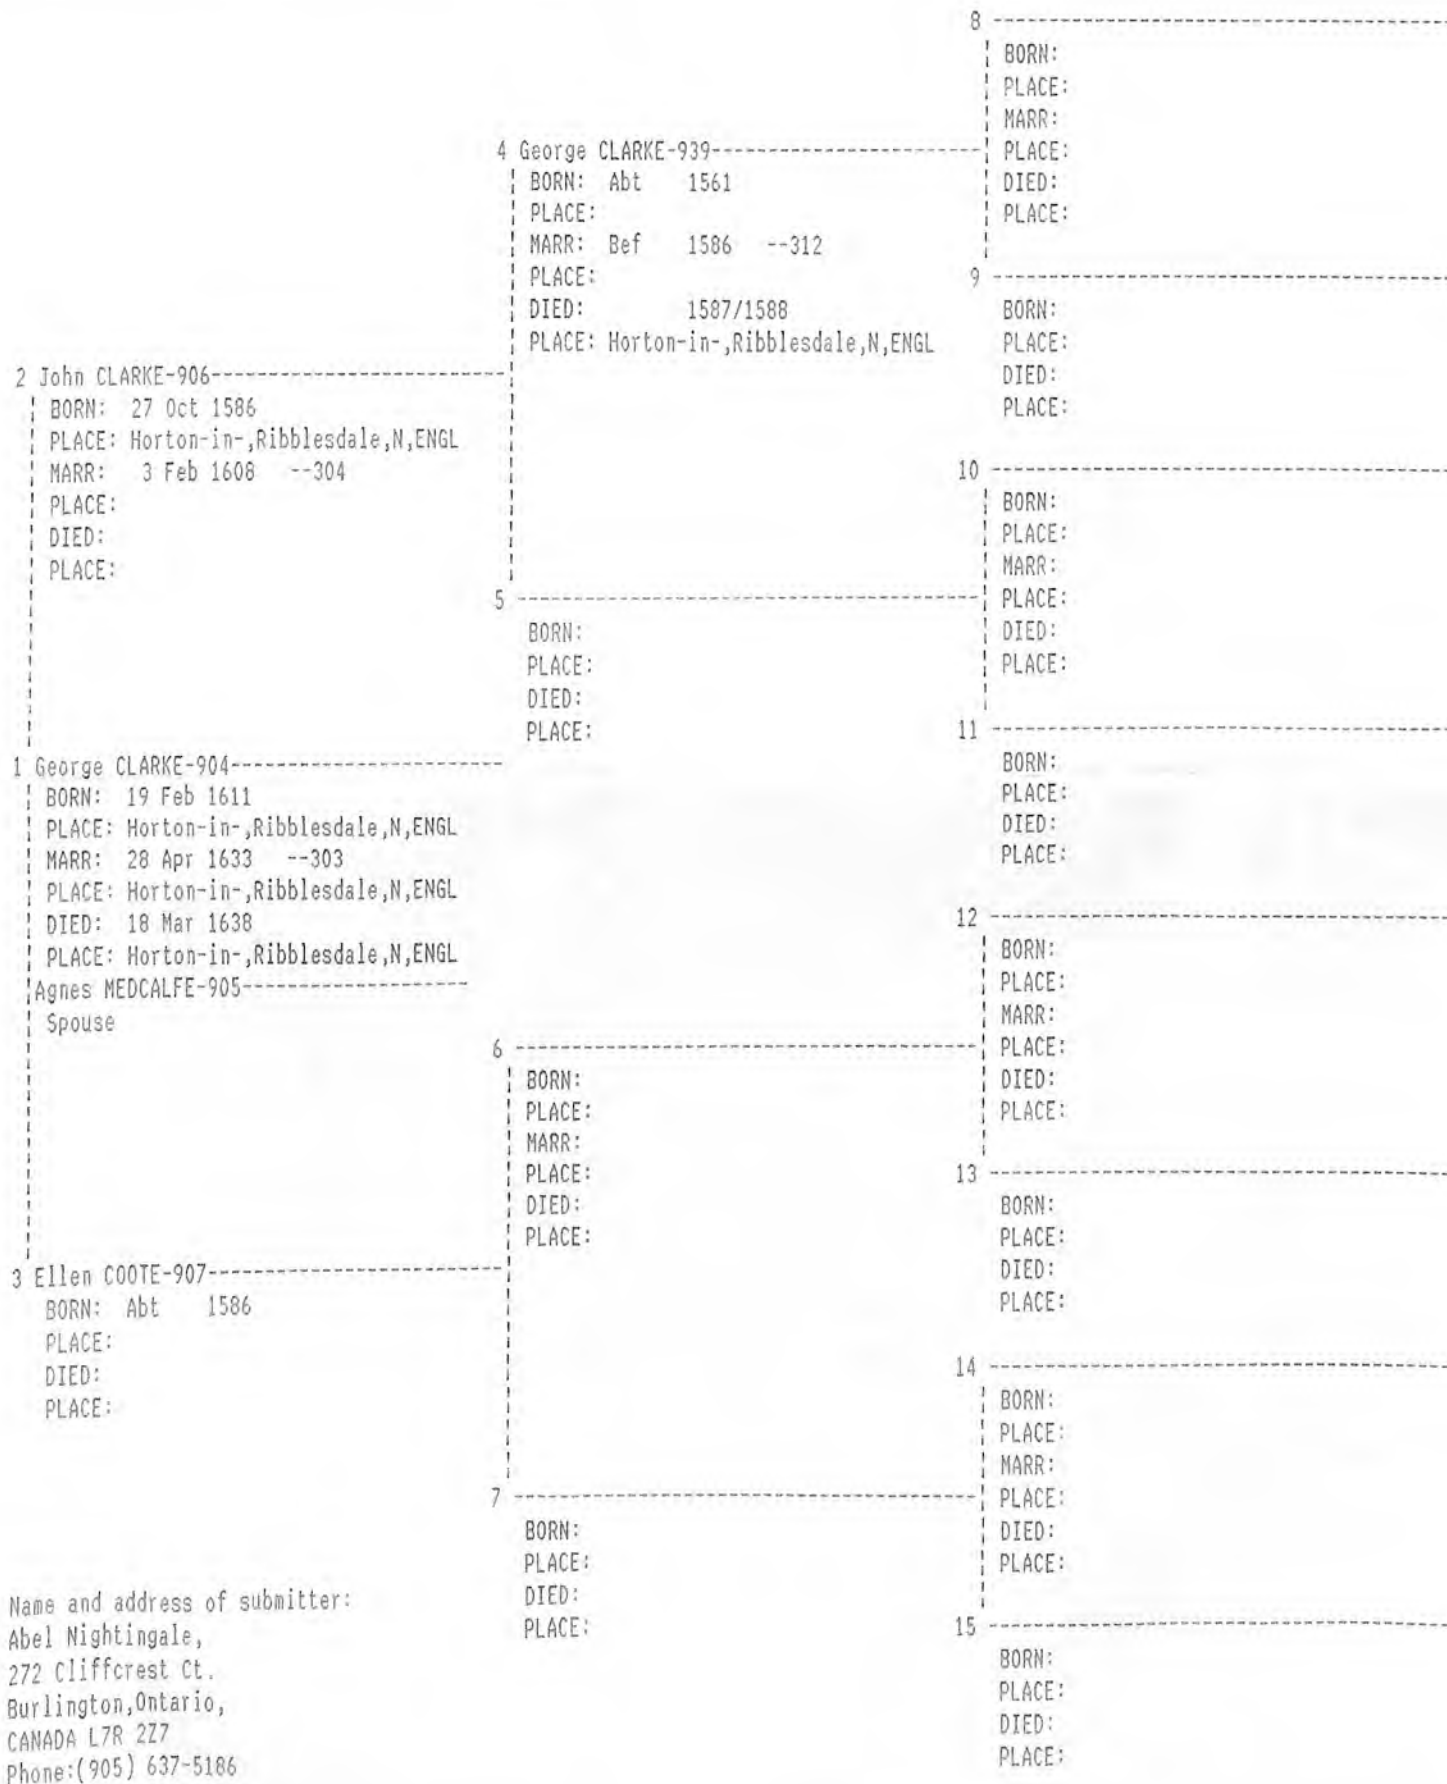 8
BORN:
PLACE:
MARR:
PLACE:
DIED:
PLACE:
4 George CLARKE-939
BORN: Abt 1561
PLACE:
MARR: Bef 1586 --312
PLACE:
DIED: 1587/1588
PLACE: Horton-in-,Ribblesdale,N,ENGL
9
BORN:
PLACE:
DIED:
PLACE:
2 John CLARKE-906
BORN: 27 Oct 1586
PLACE: Horton-in-,Ribblesdale,N,ENGL
MARR: 3 Feb 1608 --304
PLACE:
DIED:
PLACE:
10
BORN:
PLACE:
MARR:
PLACE:
DIED:
PLACE:
5
BORN:
PLACE:
DIED:
PLACE:
11
BORN:
PLACE:
DIED:
PLACE:
1 George CLARKE-904
BORN: 19 Feb 1611
PLACE: Horton-in-,Ribblesdale,N,ENGL
MARR: 28 Apr 1633 --303
PLACE: Horton-in-,Ribblesdale,N,ENGL
DIED: 18 Mar 1638
PLACE: Horton-in-,Ribblesdale,N,ENGL
Agnes MEDCALFE-905
Spouse
12
BORN:
PLACE:
MARR:
PLACE:
DIED:
PLACE:
6
BORN:
PLACE:
MARR:
PLACE:
DIED:
PLACE:
13
BORN:
PLACE:
DIED:
PLACE:
3 Ellen COOTE-907
BORN: Abt 1586
PLACE:
DIED:
PLACE:
14
BORN:
PLACE:
MARR:
PLACE:
DIED:
PLACE:
7
BORN:
PLACE:
DIED:
PLACE:
15
BORN:
PLACE:
DIED:
PLACE:
Name and address of submitter:
Abel Nightingale,
272 Cliffcrest Ct.
Burlington,Ontario,
CANADA L7R 2Z7
Phone:(905) 637-5186